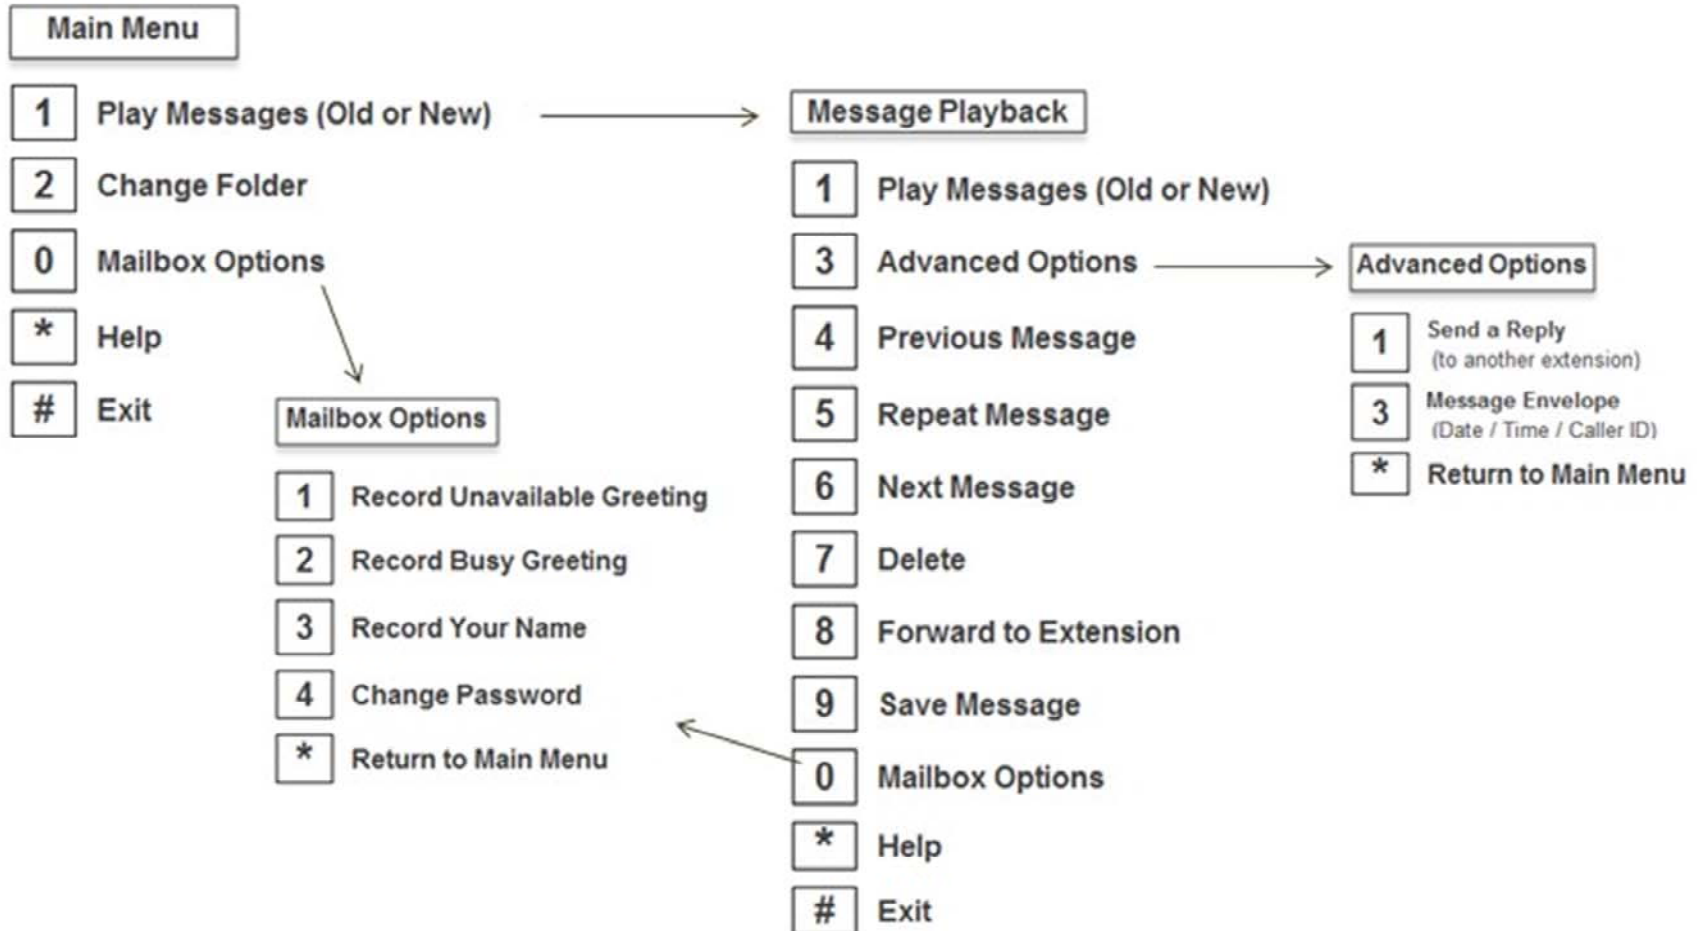 Main Menu
1 Play Messages (Old or New)
2 Change Folder
0 Mailbox Options
* Help
# Exit
Mailbox Options
1 Record Unavailable Greeting
2 Record Busy Greeting
3 Record Your Name
4 Change Password
* Return to Main Menu
Message Playback
1 Play Messages (Old or New)
3 Advanced Options
4 Previous Message
5 Repeat Message
6 Next Message
7 Delete
8 Forward to Extension
9 Save Message
0 Mailbox Options
* Help
# Exit
Advanced Options
1 Send a Reply
(to another extension)
3 Message Envelope
(Date / Time / Caller ID)
* Return to Main Menu